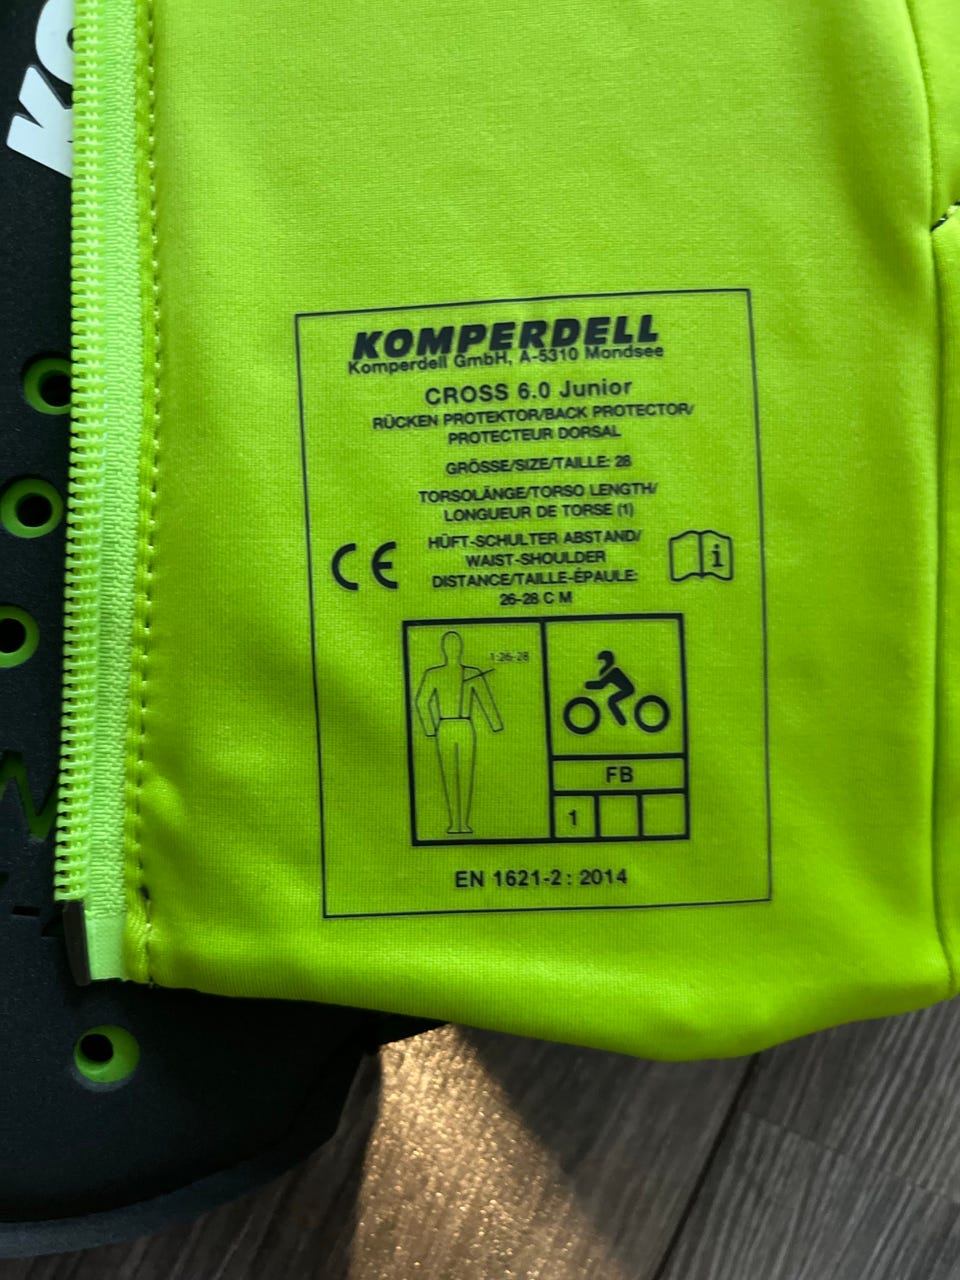 KO
KOMPERDELL
Komperdell GmbH, A-5310 Mondsee
CROSS 6.0 Junior
RÜCKEN PROTEKTOR/BACK PROTECTOR/
PROTECTEUR DORSAL
GRÖSSE/SIZE/TAILLE: 28
TORSOLÄNGE/TORSO LENGTH/
LONGUEUR DE TORSE (1)
HÜFT-SCHULTER ABSTAND/
WAIST-SHOULDER
DISTANCE/TAILLE-ÉPAULE:
26-28 C M
CE
i
1:26-28
FB
1
EN 1621-2 : 2014